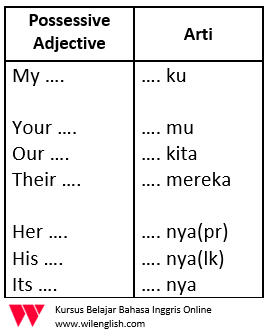 Possessive Adjective Arti
My .... .... ku
Your .... .... mu
Our .... .... kita
Their .... .... mereka
Her .... .... nya(pr)
His .... .... nya(lk)
Its .... .... nya
Kursus Belajar Bahasa Inggris Online
www.wilenglish.com